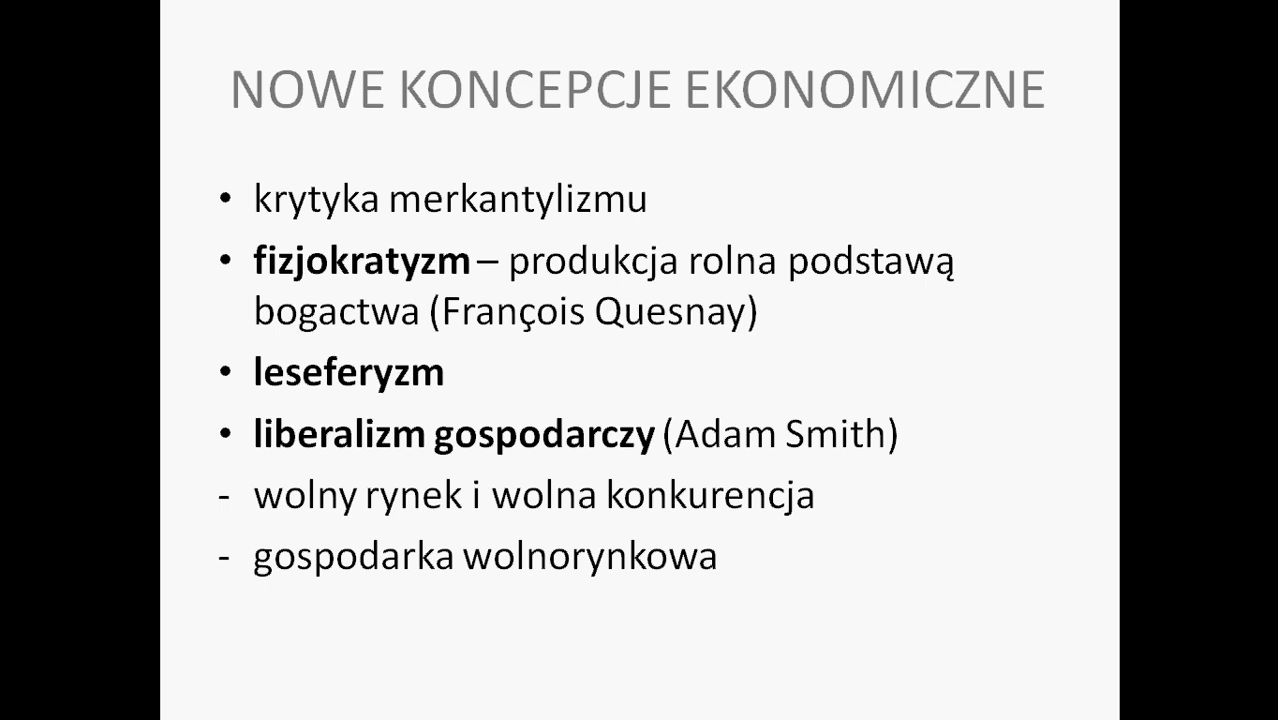 NOWE KONCEPCJE EKONOMICZNE
• krytyka merkantylizmu
• fizjokratyzm – produkcja rolna podstawą
bogactwa (François Quesnay)
• leseferyzm
• liberalizm gospodarczy (Adam Smith)
- wolny rynek i wolna konkurencja
- gospodarka wolnorynkowa